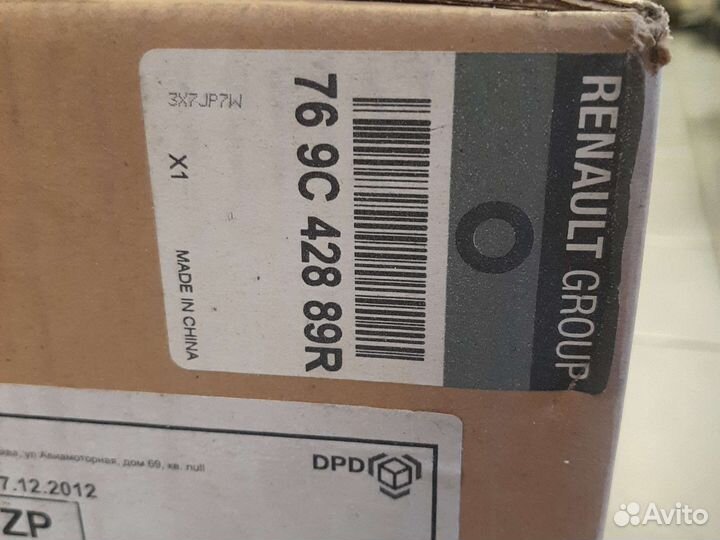 RENAULT GROUP
76 9C 428 89R
3X7JP7W
X1
MADE IN CHINA
ул Авиамоторная, дом 69, кв. null
DPD
7.12.2012
ZP
Avito